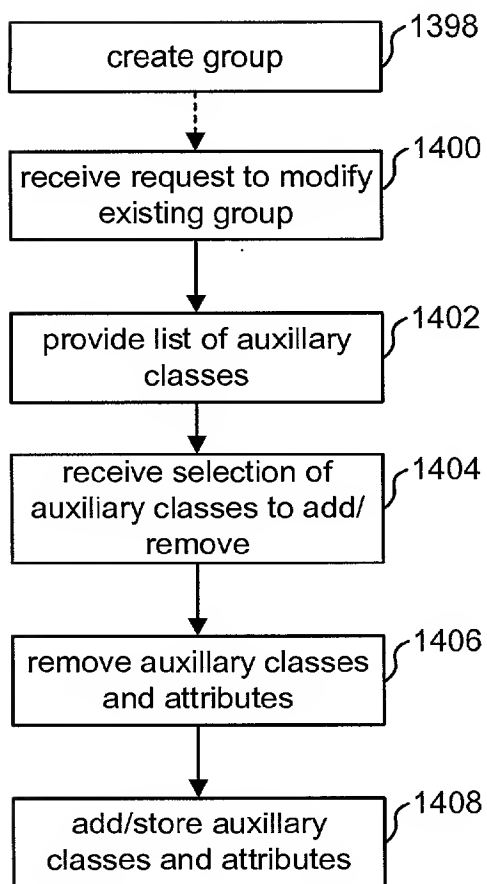 1398
create group
1400
receive request to modify
existing group
1402
provide list of auxillary
classes
1404
receive selection of
auxiliary classes to add/
remove
1406
remove auxillary classes
and attributes
1408
add/store auxillary
classes and attributes